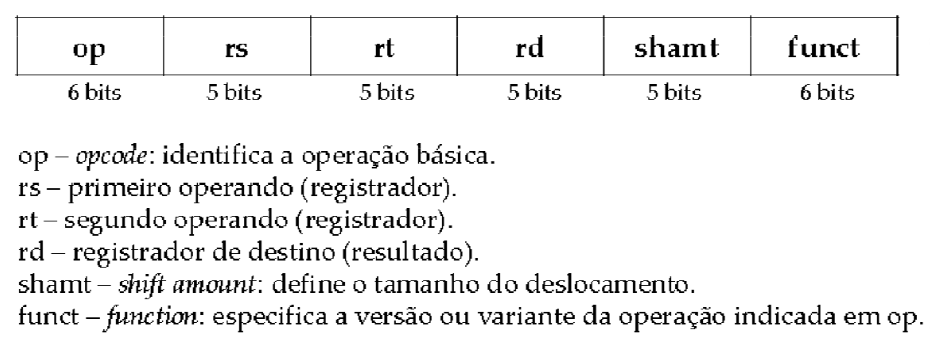 op rs rt rd shamt funct
6 bits 5 bits 5 bits 5 bits 5 bits 6 bits
op – opcode: identifica a operação básica.
rs – primeiro operando (registrador).
rt – segundo operando (registrador).
rd – registrador de destino (resultado).
shamt – shift amount: define o tamanho do deslocamento.
funct – function: especifica a versão ou variante da operação indicada em op.